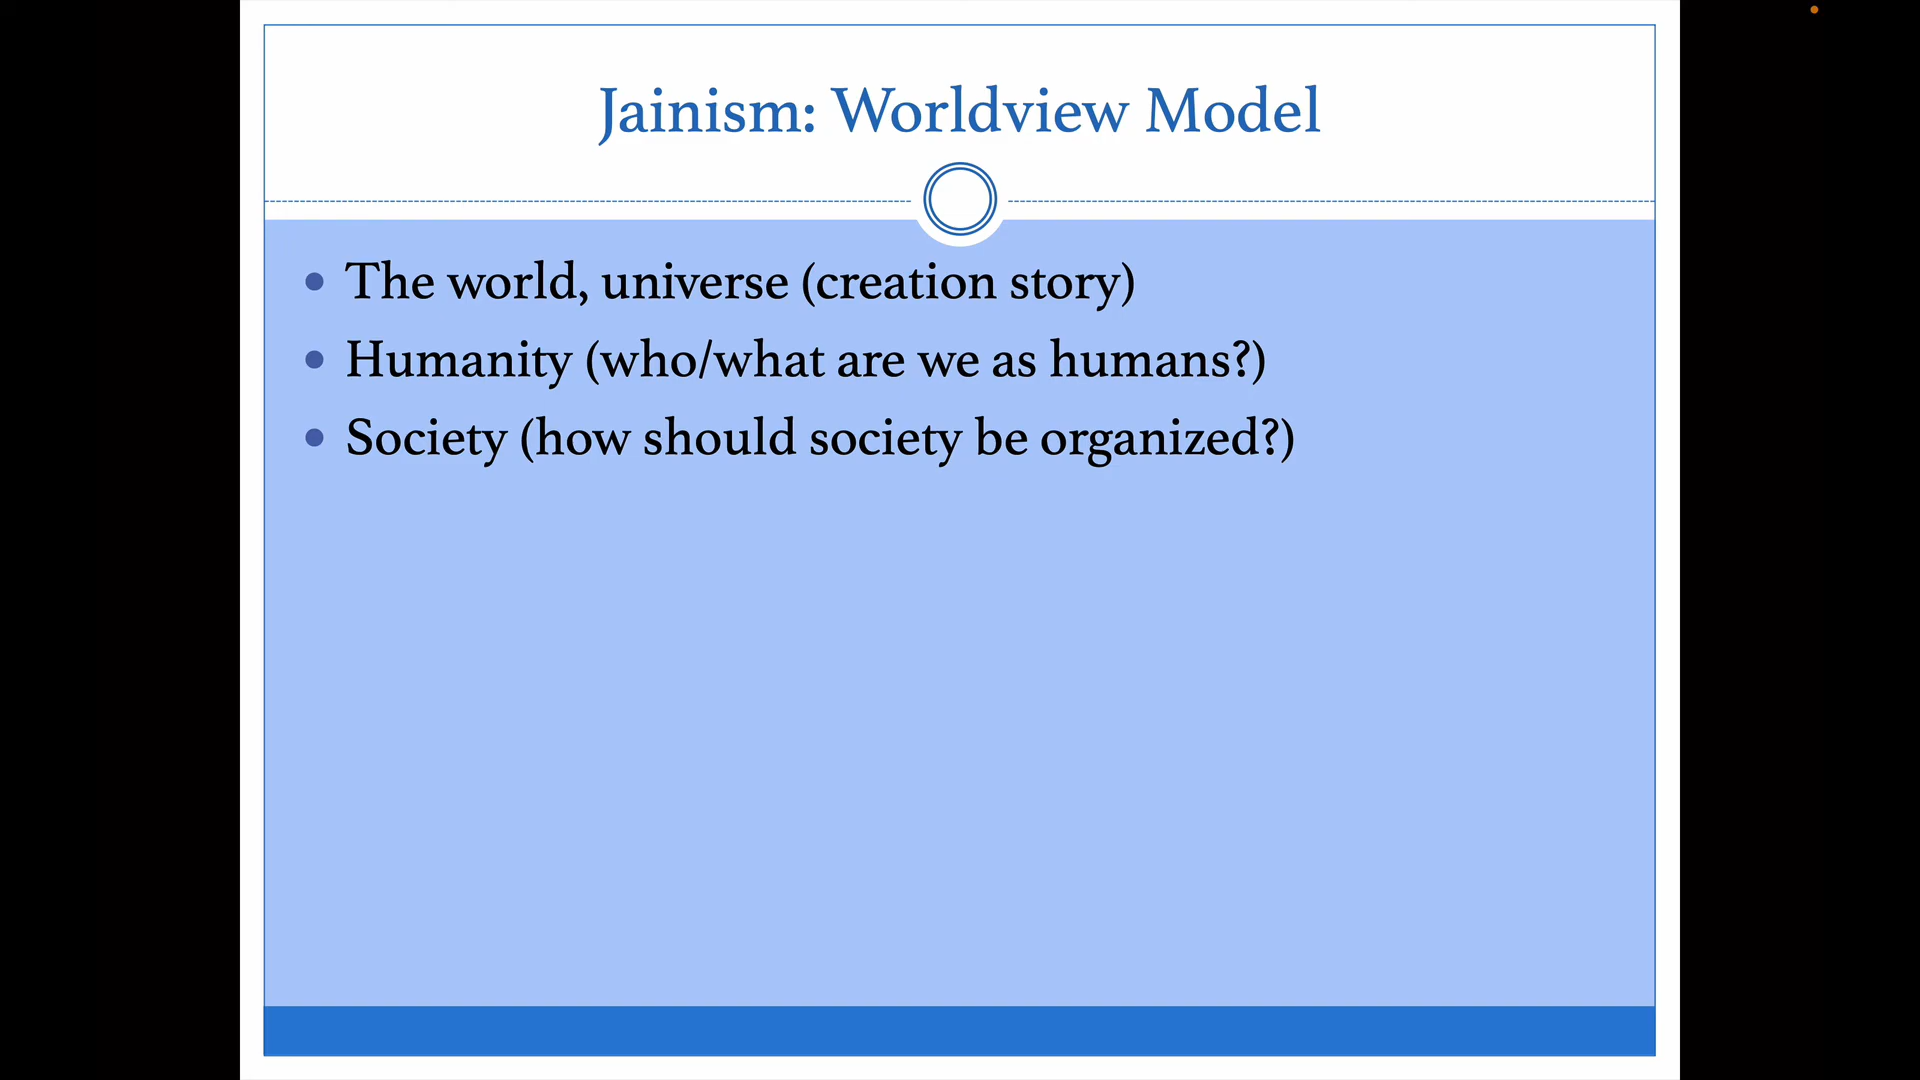 Jainism: Worldview Model
• The world, universe (creation story)
• Humanity (who/what are we as humans?)
• Society (how should society be organized?)